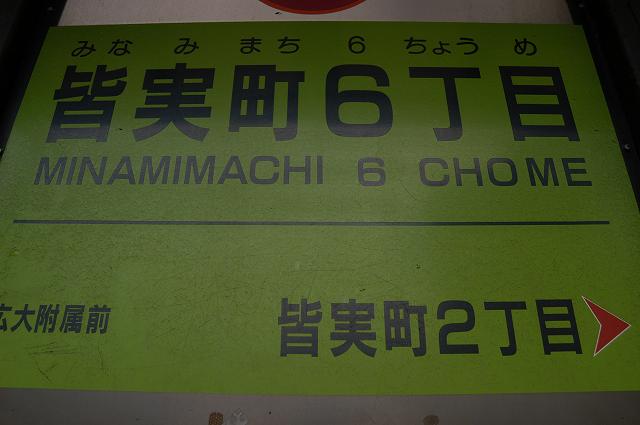 みなみまち6ちょうめ
皆実町6丁目
MINAMIMACHI 6 CHOME
広大附属前 皆実町2丁目